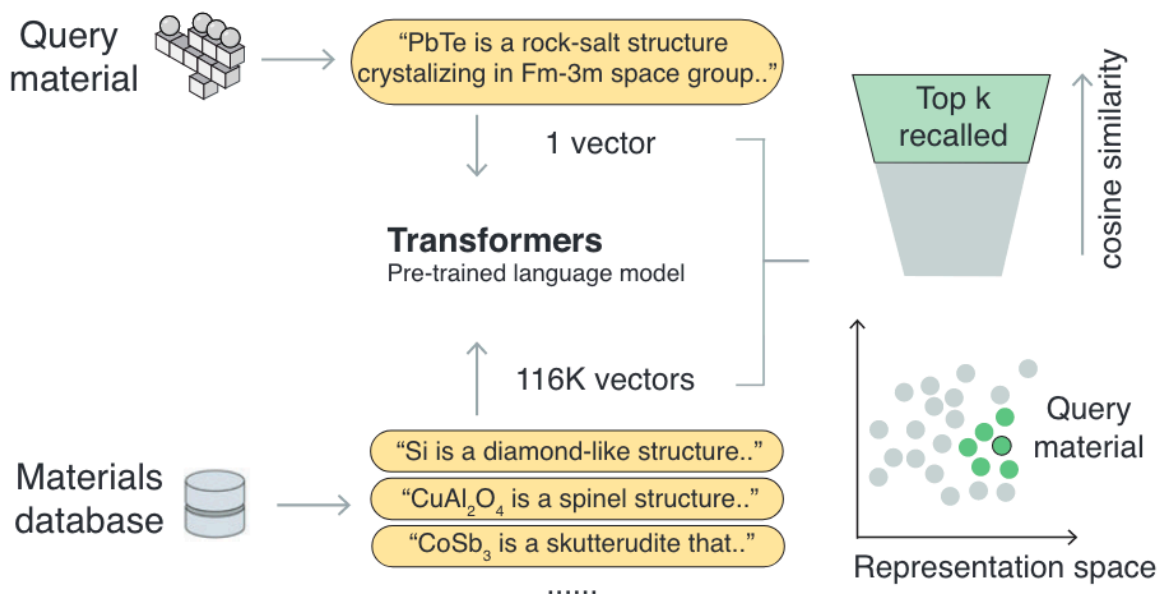 Query
material
“PbTe is a rock-salt structure
crystalizing in Fm-3m space group..”
1 vector
Transformers
Pre-trained language model
116K vectors
Materials
database
“Si is a diamond-like structure..”
“CuAl₂O₄ is a spinel structure..”
“CoSb₃ is a skutterudite that..”
......
Top k
recalled
cosine similarity
Query
material
Representation space